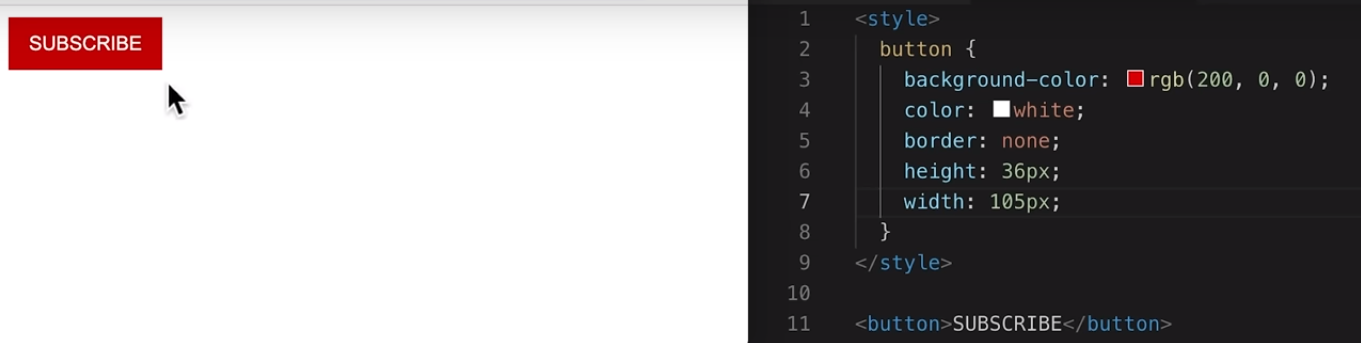 SUBSCRIBE
1 <style>
2 button {
3 background-color: rgb(200, 0, 0);
4 color: white;
5 border: none;
6 height: 36px;
7 width: 105px;
8 }
9 </style>
10
11 <button>SUBSCRIBE</button>